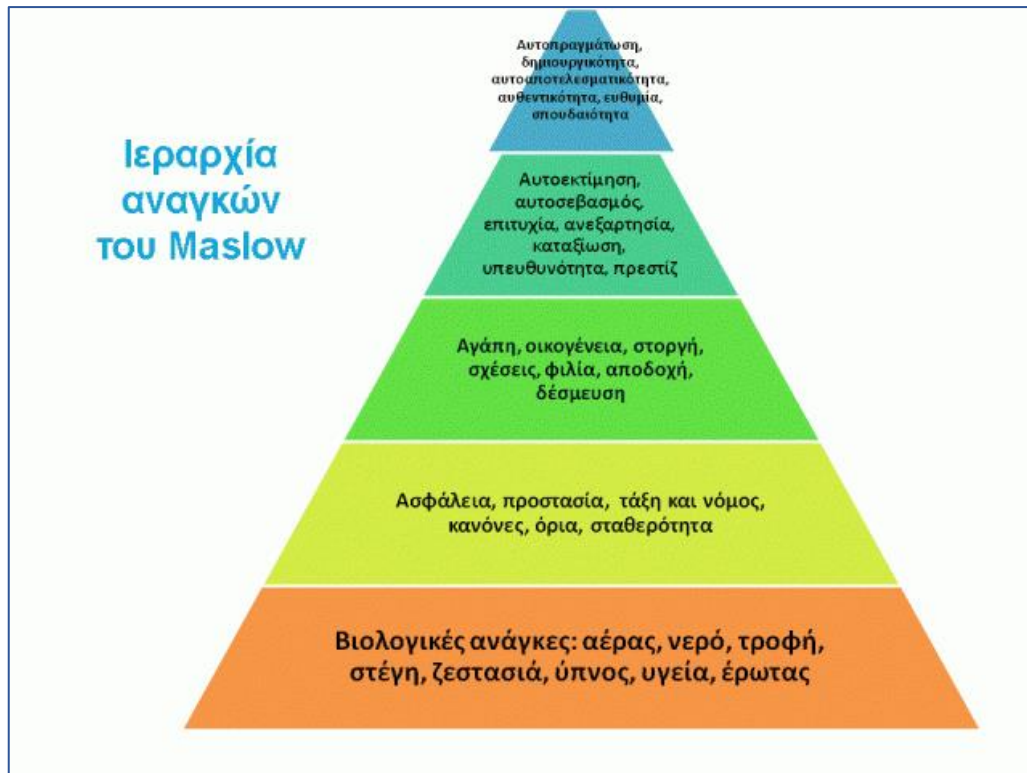 Ιεραρχία
αναγκών
του Maslow
Αυτοπραγμάτωση,
δημιουργικότητα,
αυτοαποτελεσματικότητα,
αυθεντικότητα, ευθυμία,
σπουδαιότητα
Αυτοεκτίμηση,
αυτοσεβασμός,
επιτυχία, ανεξαρτησία,
καταξίωση,
υπευθυνότητα, πρεστίζ
Αγάπη, οικογένεια, στοργή,
σχέσεις, φιλία, αποδοχή,
δέσμευση
Ασφάλεια, προστασία, τάξη και νόμος,
κανόνες, όρια, σταθερότητα
Βιολογικές ανάγκες: αέρας, νερό, τροφή,
στέγη, ζεστασιά, ύπνος, υγεία, έρωτας